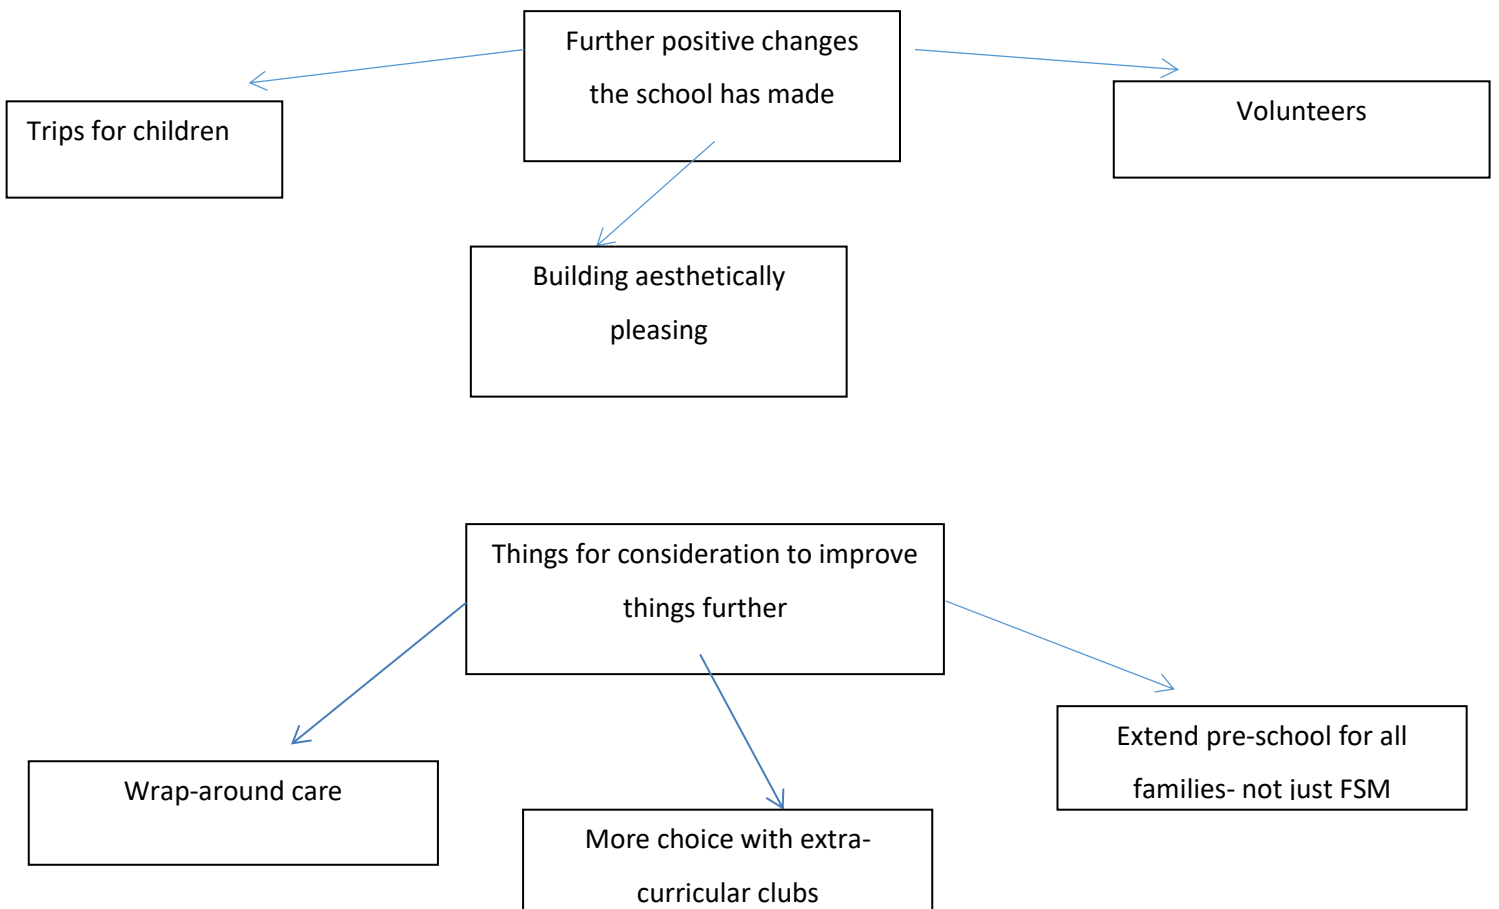 Further positive changes
the school has made
Trips for children
Volunteers
Building aesthetically
pleasing
Things for consideration to improve
things further
Wrap-around care
More choice with extra-
curricular clubs
Extend pre-school for all
families- not just FSM